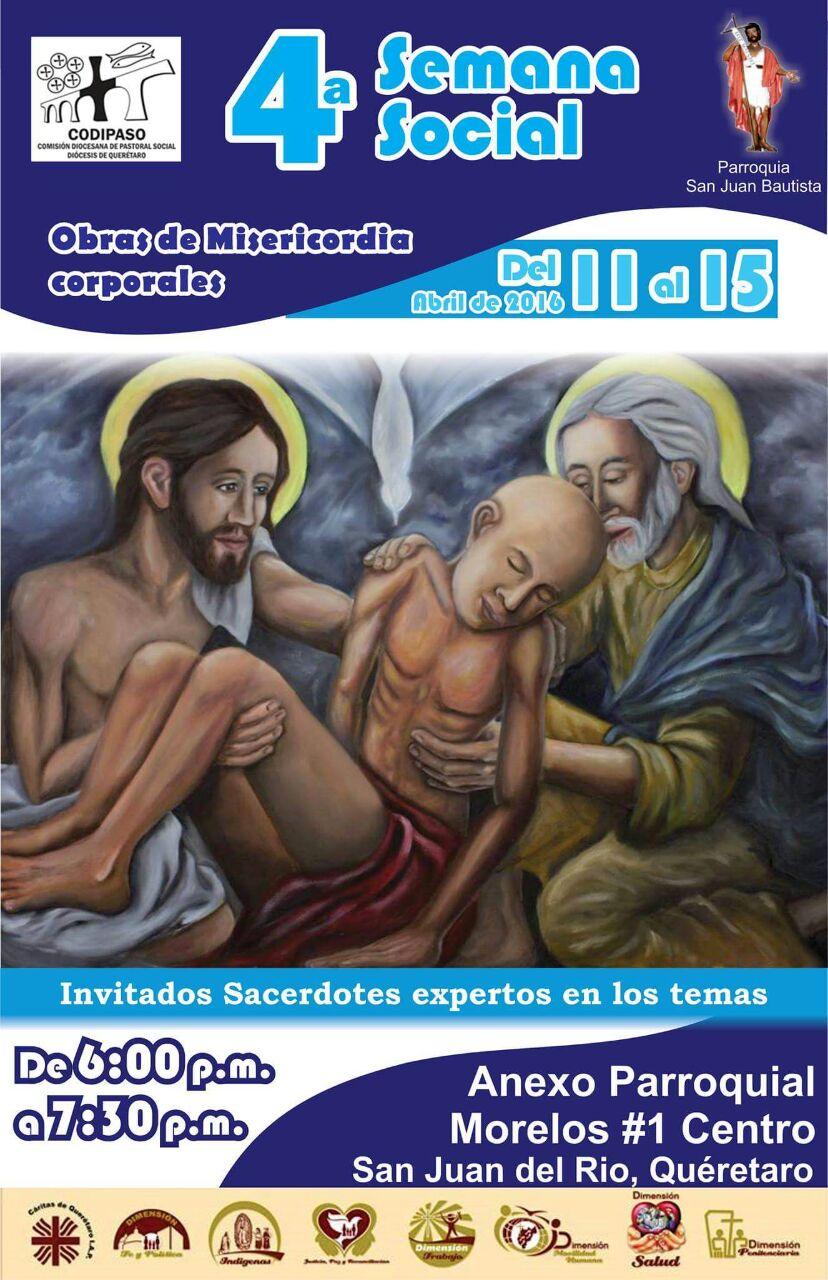 CODIPASO
COMISIÓN DIOCESANA DE PASTORAL SOCIAL
DIÓCESIS DE QUERÉTARO
4a Semana
Social
Parroquia
San Juan Bautista
Obras de Misericordia
corporales
Del 11 al 15
Abril de 2016
Invitados Sacerdotes expertos en los temas
De 6:00 p.m.
a 7:30 p.m.
Anexo Parroquial
Morelos #1 Centro
San Juan del Rio, Quéretaro
Cáritas de Querétaro I.A.P.
DIMENSIÓN
Fe y Política
Indígenas
Justicia, Paz y Reconciliación
Dimensión
Trabajo
Dimensión
Movilidad
Humana
Dimensión
Salud
Dimensión
Penitenciaria